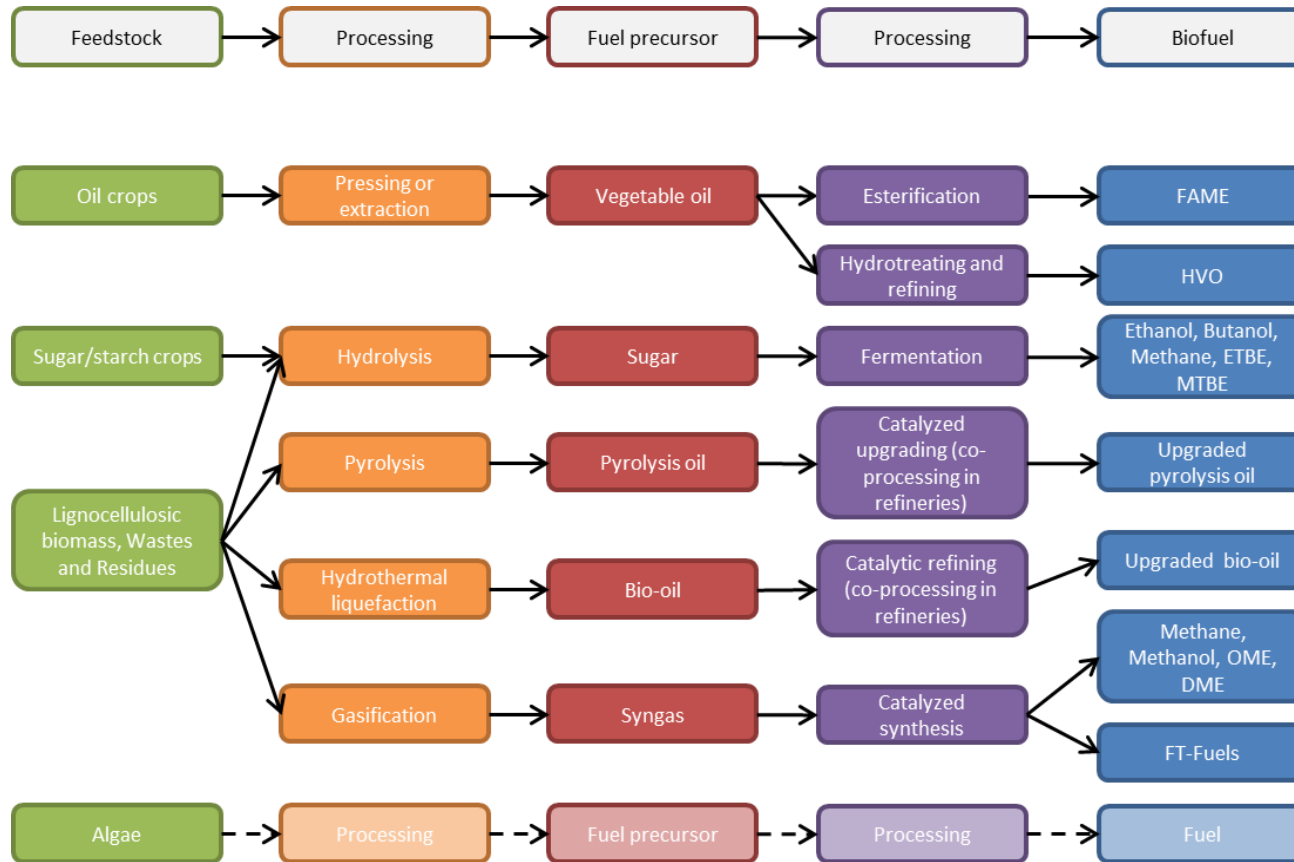 Feedstock
Processing
Fuel precursor
Processing
Biofuel
Oil crops
Pressing or
extraction
Vegetable oil
Esterification
FAME
Hydrotreating and
refining
HVO
Sugar/starch crops
Hydrolysis
Sugar
Fermentation
Ethanol, Butanol,
Methane, ETBE,
MTBE
Lignocellulosic
biomass, Wastes
and Residues
Pyrolysis
Pyrolysis oil
Catalyzed
upgrading (co-
processing in
refineries)
Upgraded
pyrolysis oil
Hydrothermal
liquefaction
Bio-oil
Catalytic refining
(co-processing in
refineries)
Upgraded bio-oil
Gasification
Syngas
Catalyzed
synthesis
Methane,
Methanol, OME,
DME
FT-Fuels
Algae
Processing
Fuel precursor
Processing
Fuel